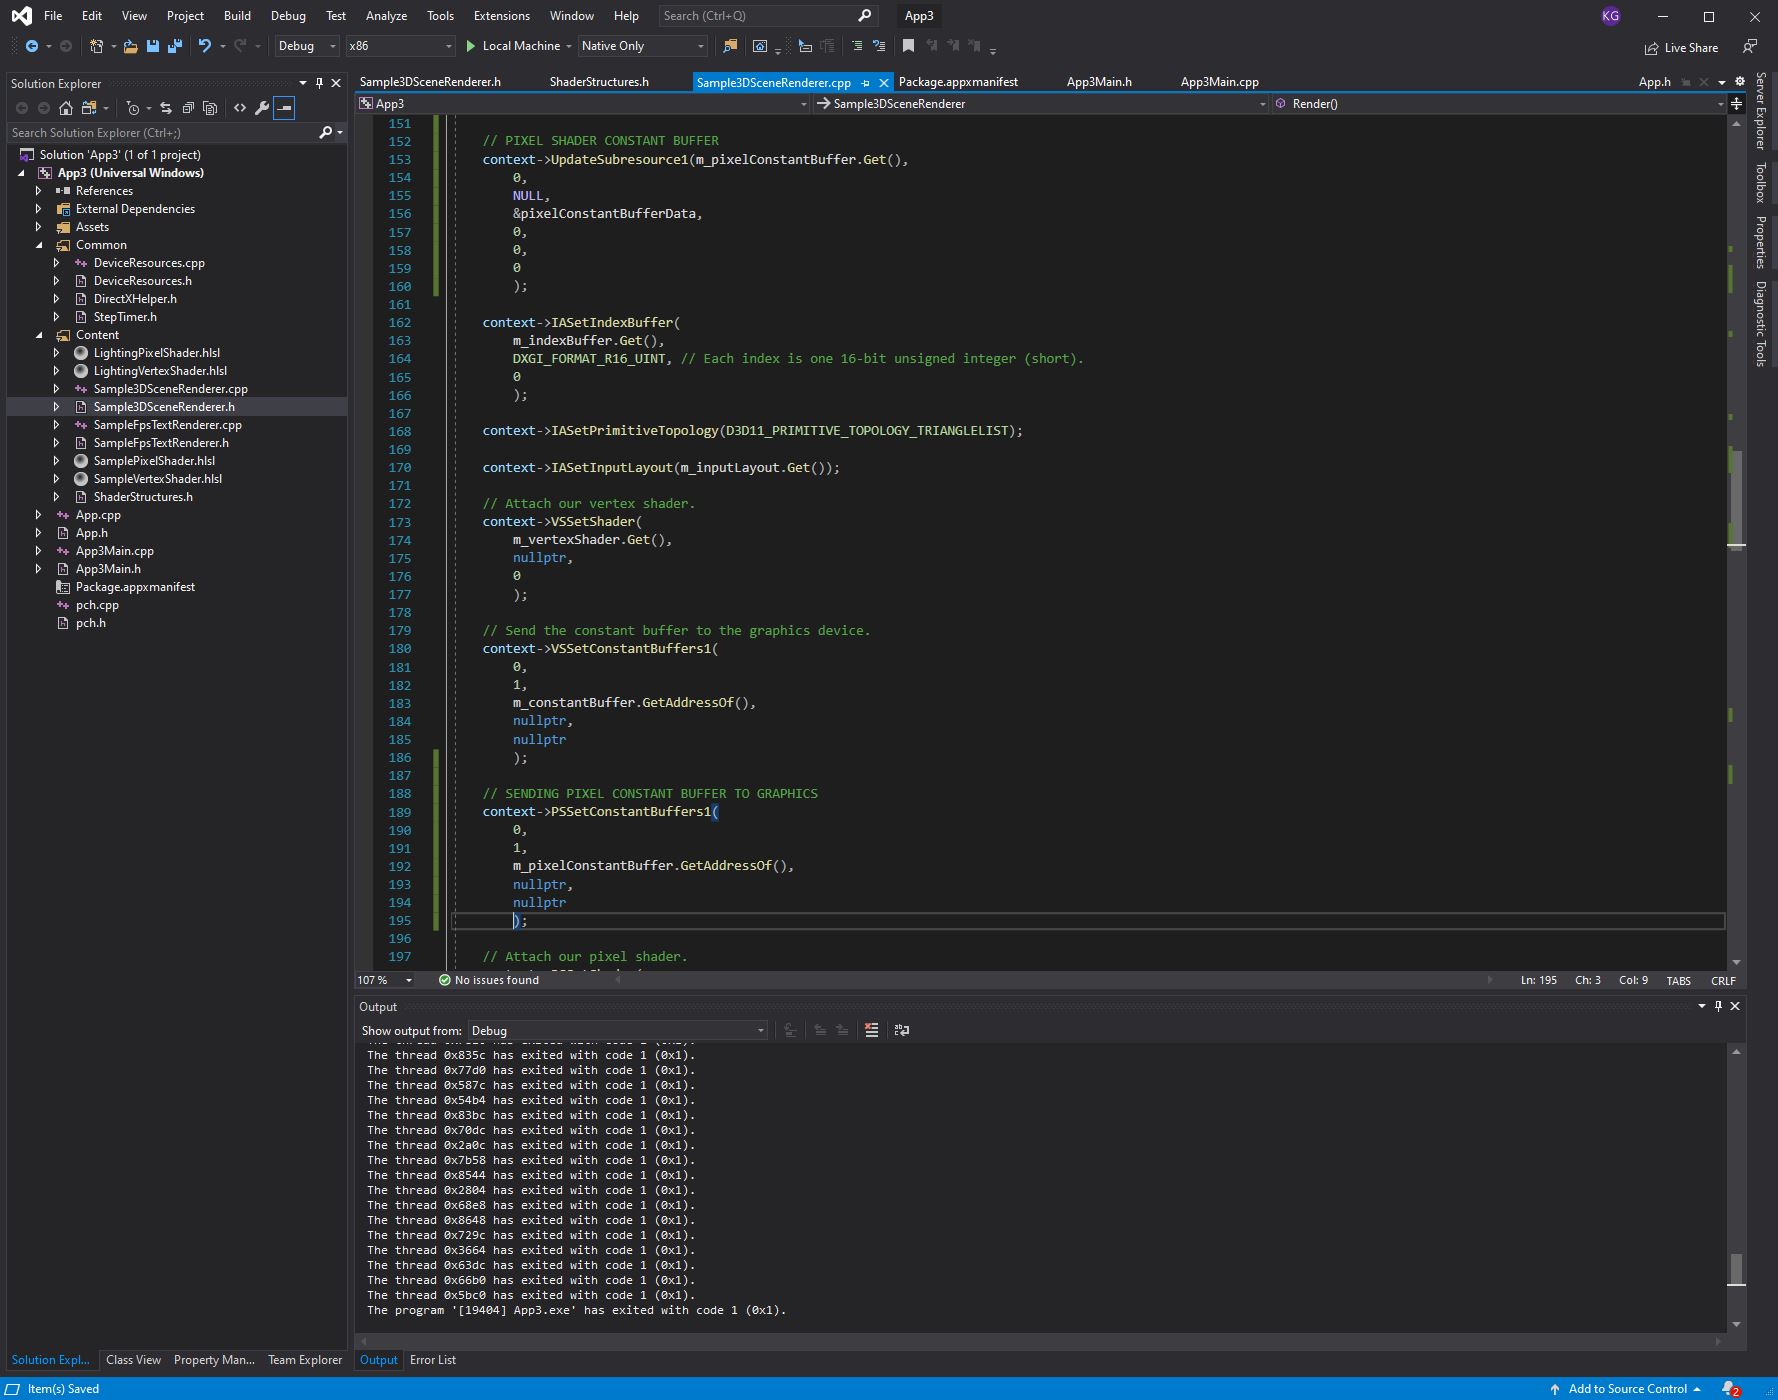 File Edit View Project Build Debug Test Analyze Tools Extensions Window Help Search (Ctrl+Q) App3 KG
Debug x86 Local Machine Native Only Live Share
Solution Explorer
Search Solution Explorer (Ctrl+;)
Solution 'App3' (1 of 1 project)
App3 (Universal Windows)
References
External Dependencies
Assets
Common
DeviceResources.cpp
DeviceResources.h
DirectXHelper.h
StepTimer.h
Content
LightingPixelShader.hlsl
LightingVertexShader.hlsl
Sample3DSceneRenderer.cpp
Sample3DSceneRenderer.h
SampleFpsTextRenderer.cpp
SampleFpsTextRenderer.h
SamplePixelShader.hlsl
SampleVertexShader.hlsl
ShaderStructures.h
App.cpp
App.h
App3Main.cpp
App3Main.h
Package.appxmanifest
pch.cpp
pch.h
Solution Expl... Class View Property Man... Team Explorer
Sample3DSceneRenderer.h ShaderStructures.h Sample3DSceneRenderer.cpp Package.appxmanifest App3Main.h App3Main.cpp App.h
App3 Sample3DSceneRenderer Render()
151
152 // PIXEL SHADER CONSTANT BUFFER
153 context->UpdateSubresource1(m_pixelConstantBuffer.Get(),
154 0,
155 NULL,
156 &pixelConstantBufferData,
157 0,
158 0,
159 0
160 );
161
162 context->IASetIndexBuffer(
163 m_indexBuffer.Get(),
164 DXGI_FORMAT_R16_UINT, // Each index is one 16-bit unsigned integer (short).
165 0
166 );
167
168 context->IASetPrimitiveTopology(D3D11_PRIMITIVE_TOPOLOGY_TRIANGLELIST);
169
170 context->IASetInputLayout(m_inputLayout.Get());
171
172 // Attach our vertex shader.
173 context->VSSetShader(
174 m_vertexShader.Get(),
175 nullptr,
176 0
177 );
178
179 // Send the constant buffer to the graphics device.
180 context->VSSetConstantBuffers1(
181 0,
182 1,
183 m_constantBuffer.GetAddressOf(),
184 nullptr,
185 nullptr
186 );
187
188 // SENDING PIXEL CONSTANT BUFFER TO GRAPHICS
189 context->PSSetConstantBuffers1(
190 0,
191 1,
192 m_pixelConstantBuffer.GetAddressOf(),
193 nullptr,
194 nullptr
195 );
196
197 // Attach our pixel shader.
107 % No issues found Ln: 195 Ch: 3 Col: 9 TABS CRLF
Server Explorer
Toolbox
Properties
Diagnostic Tools
Output
Show output from: Debug
The thread 0x835c has exited with code 1 (0x1).
The thread 0x77d0 has exited with code 1 (0x1).
The thread 0x587c has exited with code 1 (0x1).
The thread 0x54b4 has exited with code 1 (0x1).
The thread 0x83bc has exited with code 1 (0x1).
The thread 0x70dc has exited with code 1 (0x1).
The thread 0x2a0c has exited with code 1 (0x1).
The thread 0x7b58 has exited with code 1 (0x1).
The thread 0x8544 has exited with code 1 (0x1).
The thread 0x2804 has exited with code 1 (0x1).
The thread 0x68e8 has exited with code 1 (0x1).
The thread 0x8648 has exited with code 1 (0x1).
The thread 0x729c has exited with code 1 (0x1).
The thread 0x3664 has exited with code 1 (0x1).
The thread 0x63dc has exited with code 1 (0x1).
The thread 0x66b0 has exited with code 1 (0x1).
The thread 0x5bc0 has exited with code 1 (0x1).
The program '[19404] App3.exe' has exited with code 1 (0x1).
Output Error List
Item(s) Saved Add to Source Control 2